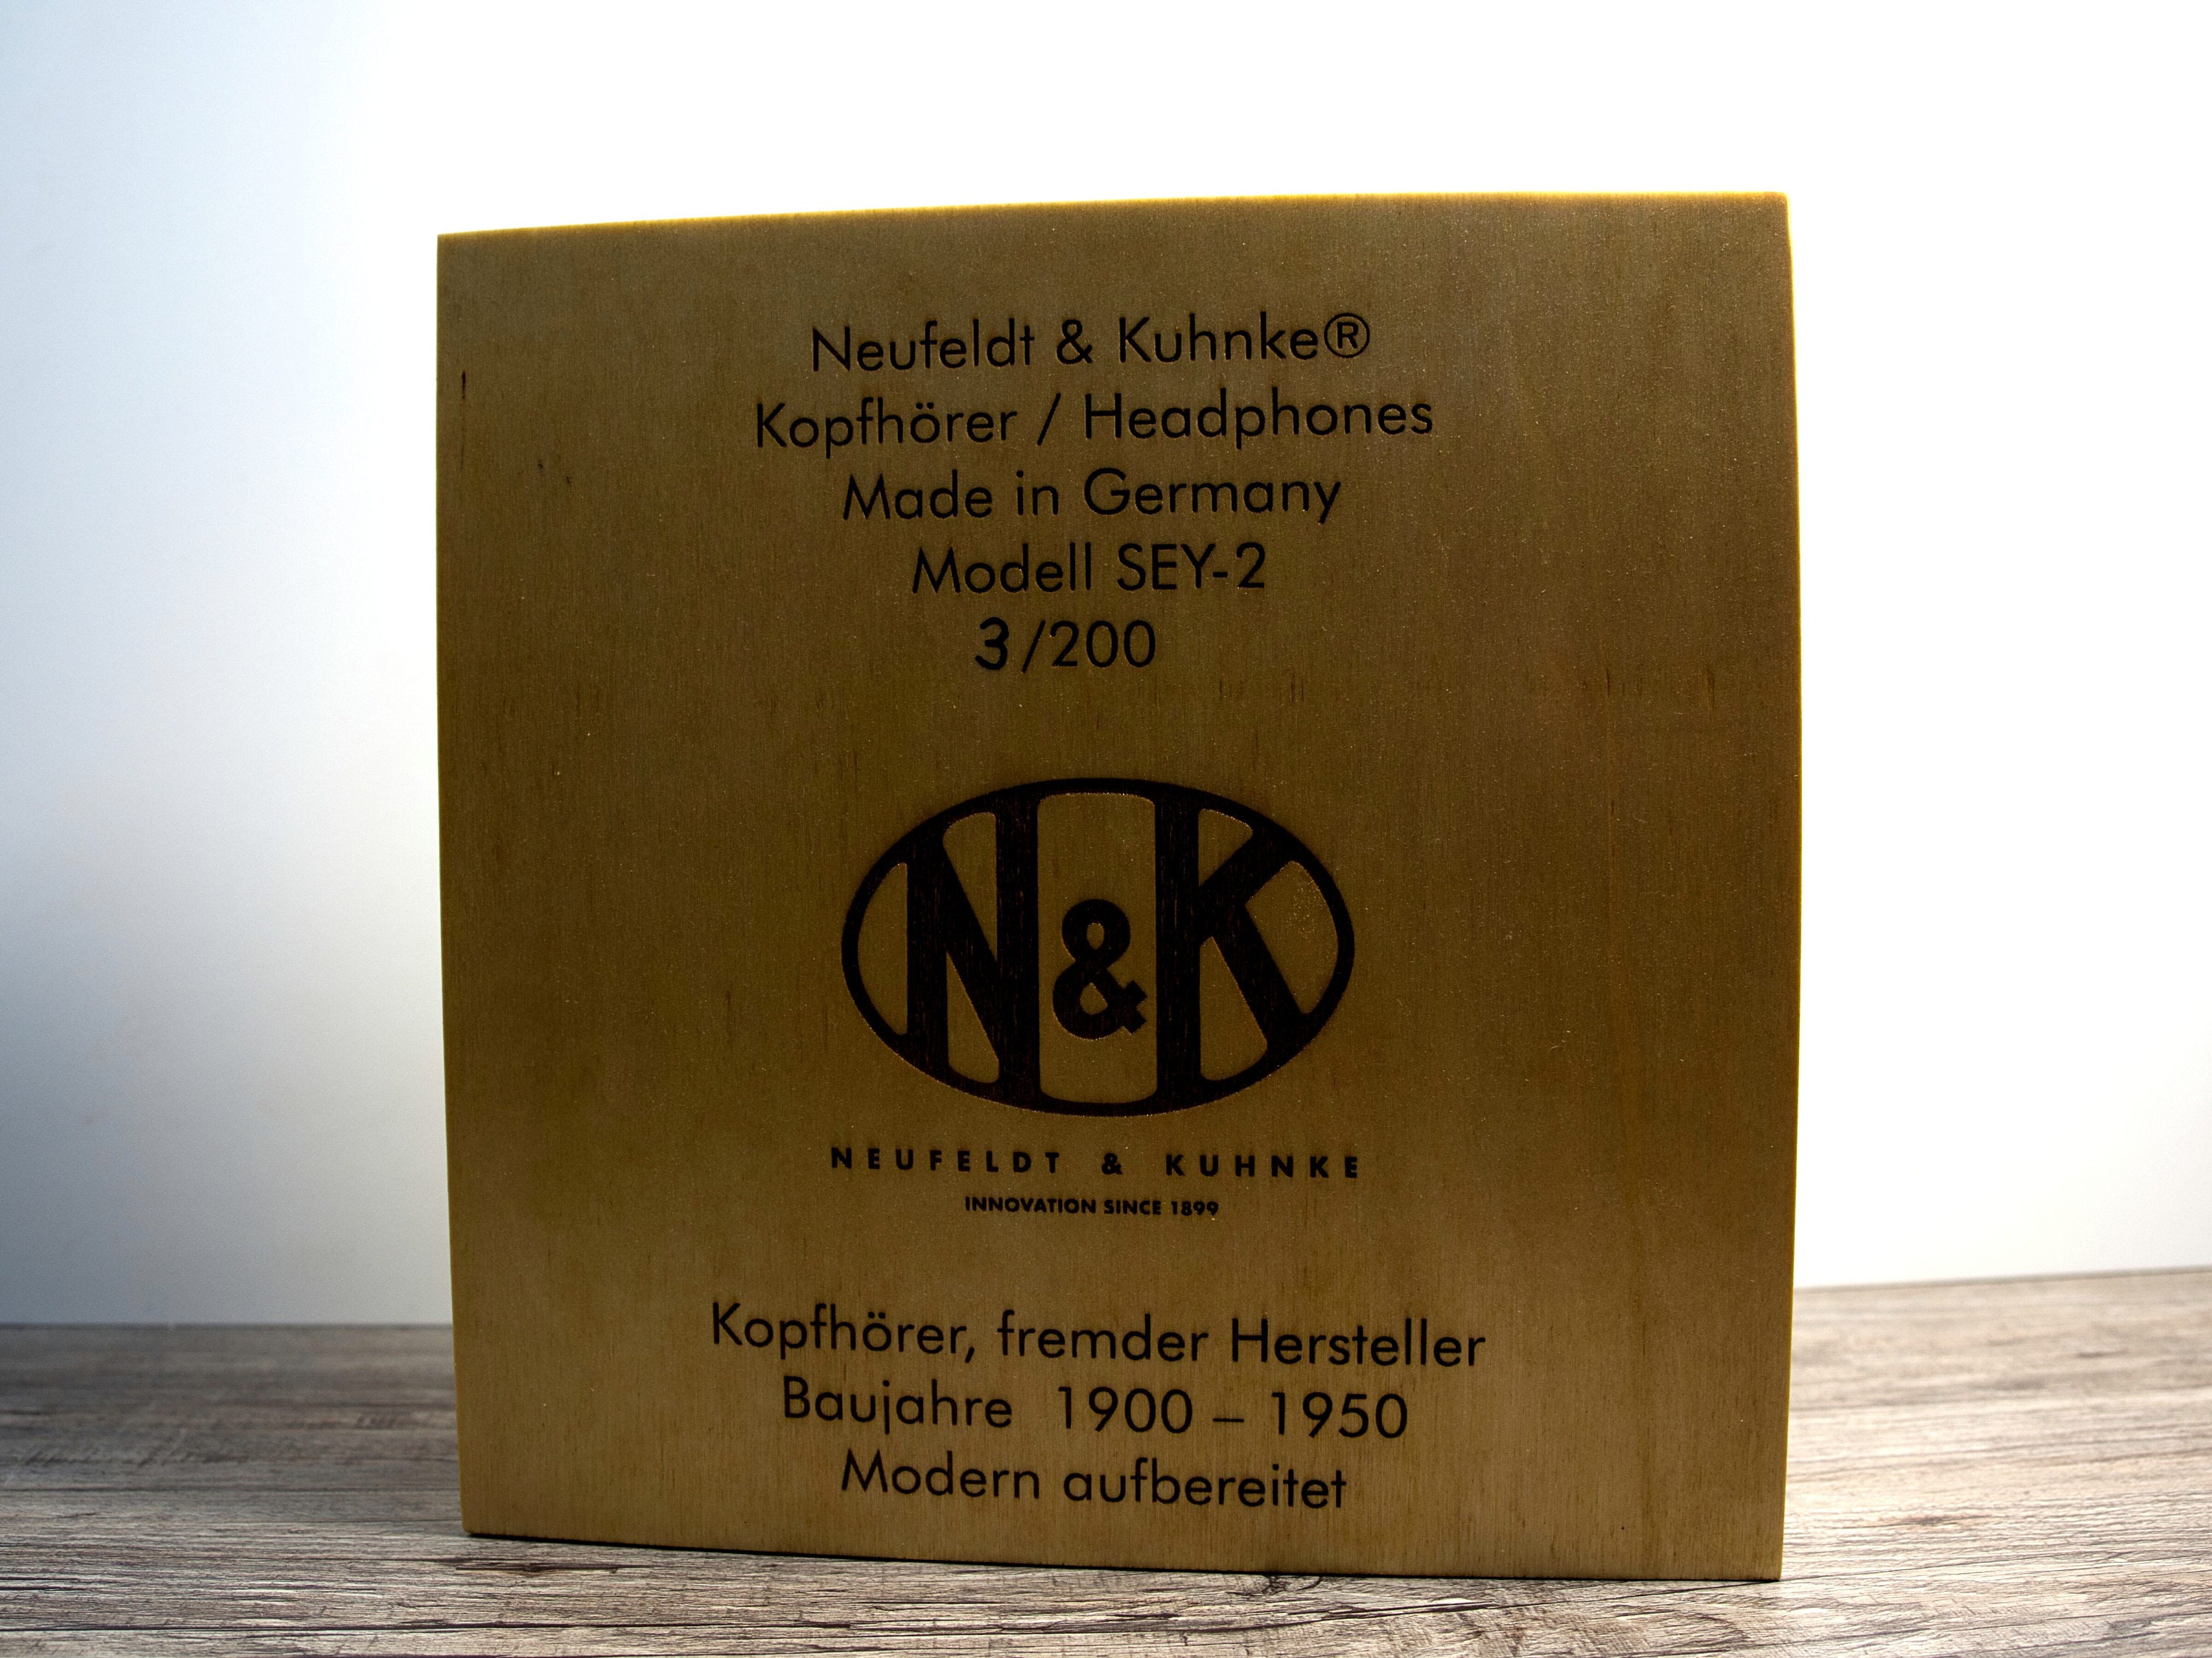 Neufeldt & Kuhnke®
Kopfhörer / Headphones
Made in Germany
Modell SEY-2
3/200
N&K
NEUFELDT & KUHNKE
INNOVATION SINCE 1899
Kopfhörer, fremder Hersteller
Baujahre 1900 – 1950
Modern aufbereitet